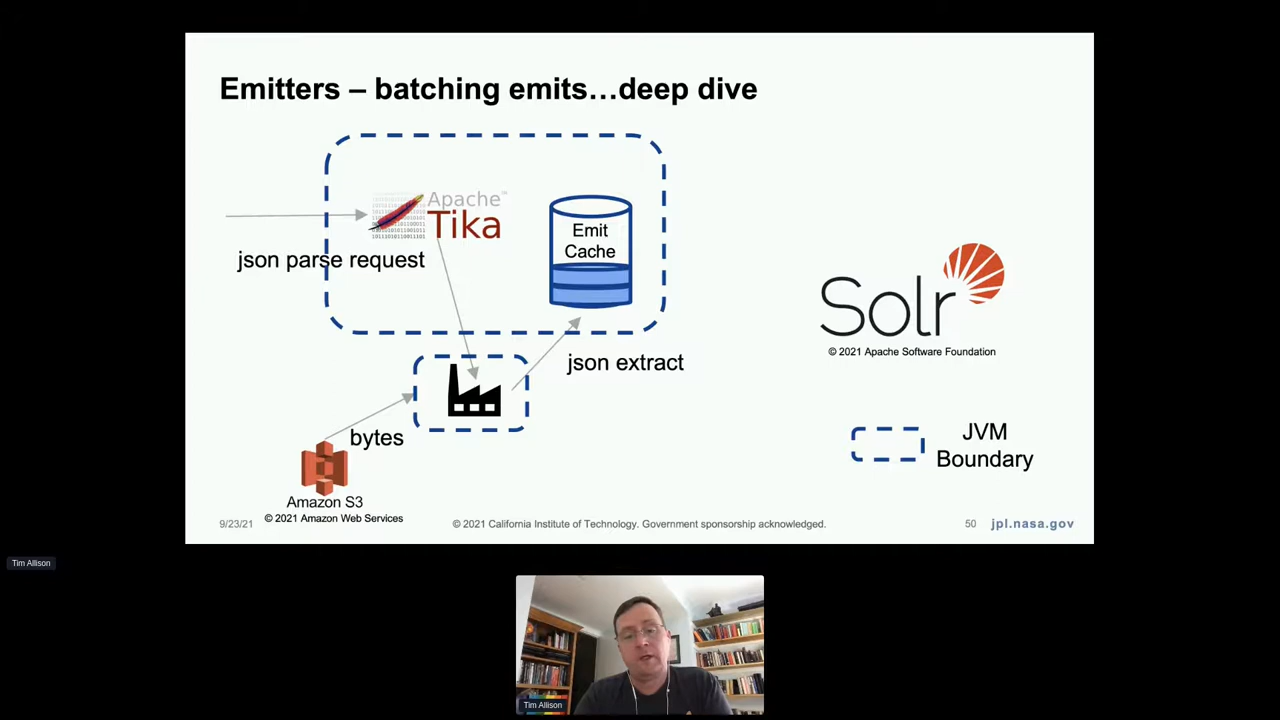 Emitters – batching emits…deep dive
Apache™
Tika
Emit
Cache
json parse request
Solr
© 2021 Apache Software Foundation
json extract
bytes
JVM
Boundary
Amazon S3
© 2021 Amazon Web Services
9/23/21
© 2021 California Institute of Technology. Government sponsorship acknowledged.
50
jpl.nasa.gov
Tim Allison
Tim Allison